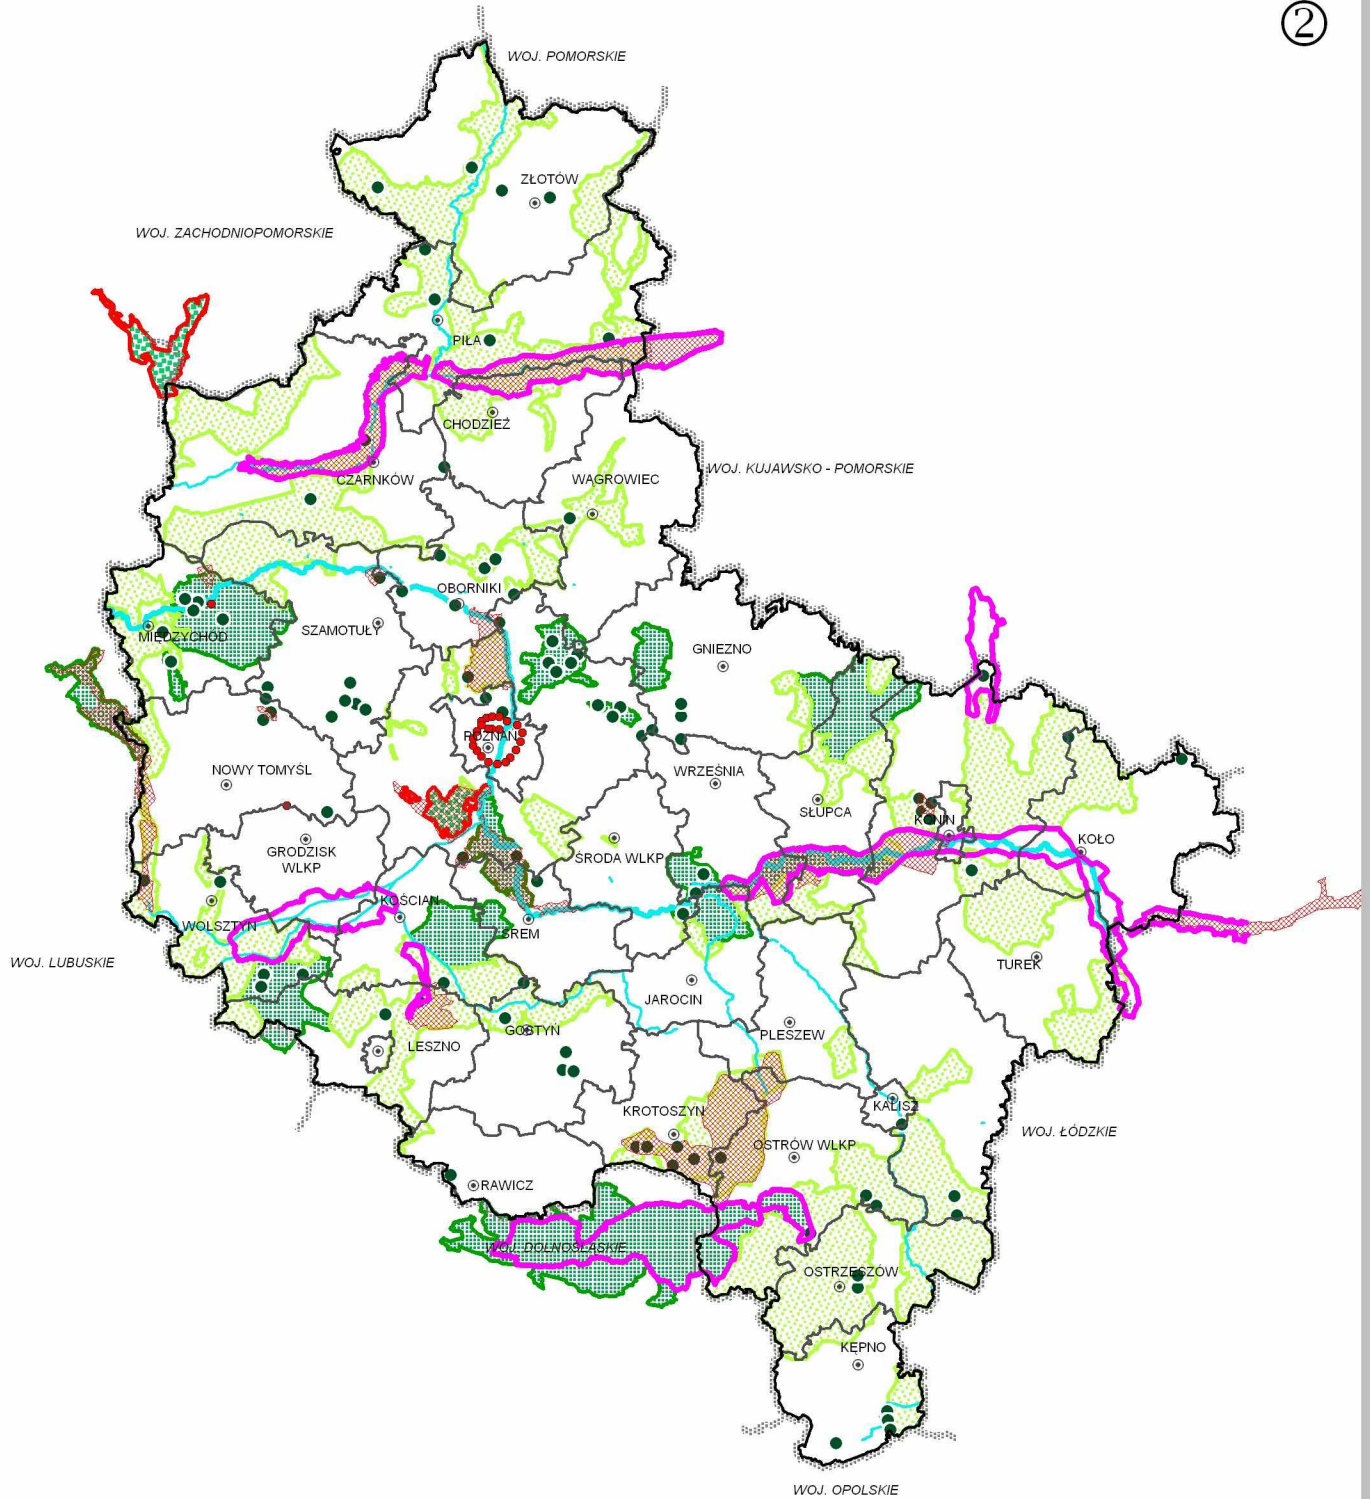 ②
WOJ. POMORSKIE
ZŁOTÓW
WOJ. ZACHODNIOPOMORSKIE
PIŁA
CHODZIEŻ
WOJ. KUJAWSKO - POMORSKIE
CZARNKÓW
WAGROWIEC
OBORNIKI
MIĘDZYCHÓD
SZAMOTUŁY
GNIEZNO
POZNAŃ
NOWY TOMYŚL
WRZEŚNIA
SŁUPCA
KONIN
KOŁO
GRODZISK
WLKP
ŚRODA WLKP
KOŚCIAN
WOLSZTYN
ŚREM
WOJ. LUBUSKIE
TUREK
JAROCIN
GOSTYŃ
PLESZEW
LESZNO
KROTOSZYN
KALISZ
WOJ. ŁÓDZKIE
OSTRÓW WLKP
RAWICZ
WOJ. DOLNOŚLĄSKIE
OSTRZESZÓW
KĘPNO
WOJ. OPOLSKIE